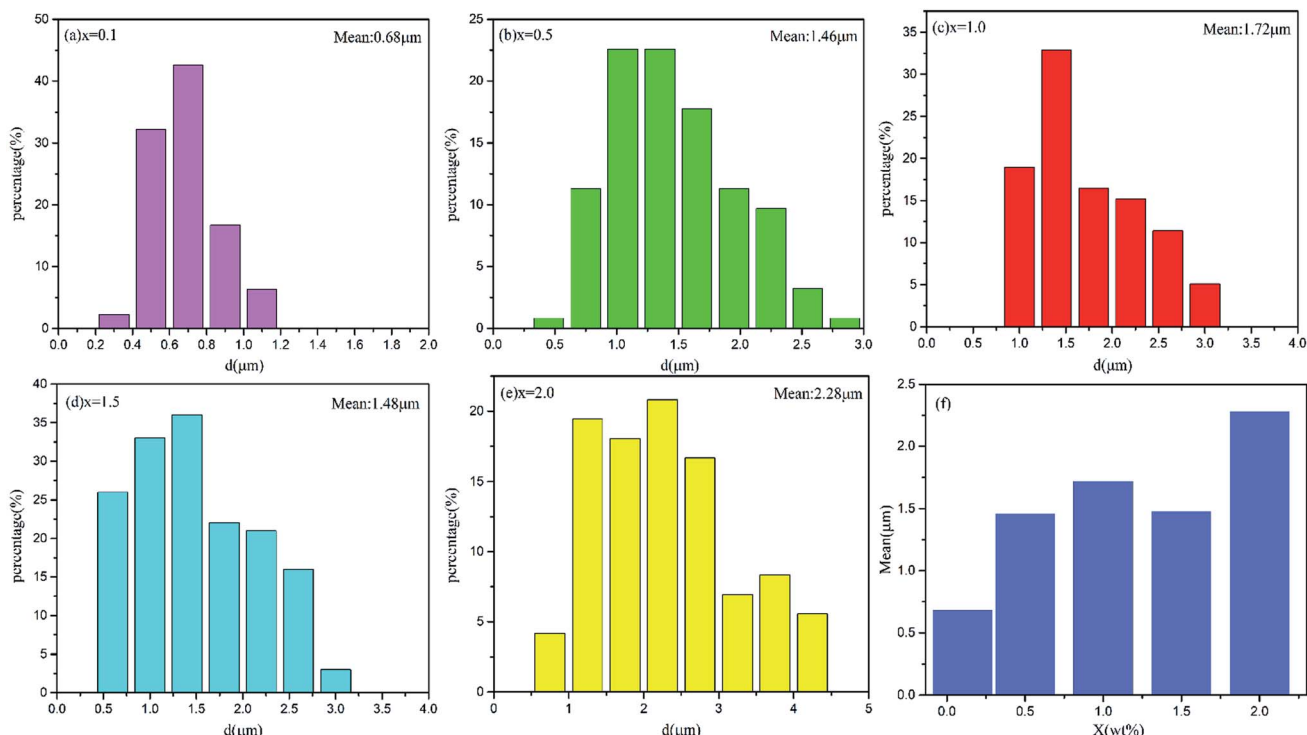 (a)x=0.1
Mean:0.68μm
percentage(%)
50
40
30
20
10
0
0.0 0.2 0.4 0.6 0.8 1.0 1.2 1.4 1.6 1.8 2.0
d(μm)
(b)x=0.5
Mean:1.46μm
percentage(%)
25
20
15
10
5
0
0.5 1.0 1.5 2.0 2.5 3.0
d(μm)
(c)x=1.0
Mean:1.72μm
percentage(%)
35
30
25
20
15
10
5
0
0.0 0.5 1.0 1.5 2.0 2.5 3.0 3.5 4.0
d(μm)
(d)x=1.5
Mean:1.48μm
percentage(%)
40
35
30
25
20
15
10
5
0
0.0 0.5 1.0 1.5 2.0 2.5 3.0 3.5 4.0
d(μm)
(e)x=2.0
Mean:2.28μm
percentage(%)
20
15
10
5
0
1 2 3 4 5
d(μm)
(f)
Mean(μm)
2.5
2.0
1.5
1.0
0.5
0.0
0.0 0.5 1.0 1.5 2.0
X(wt%)